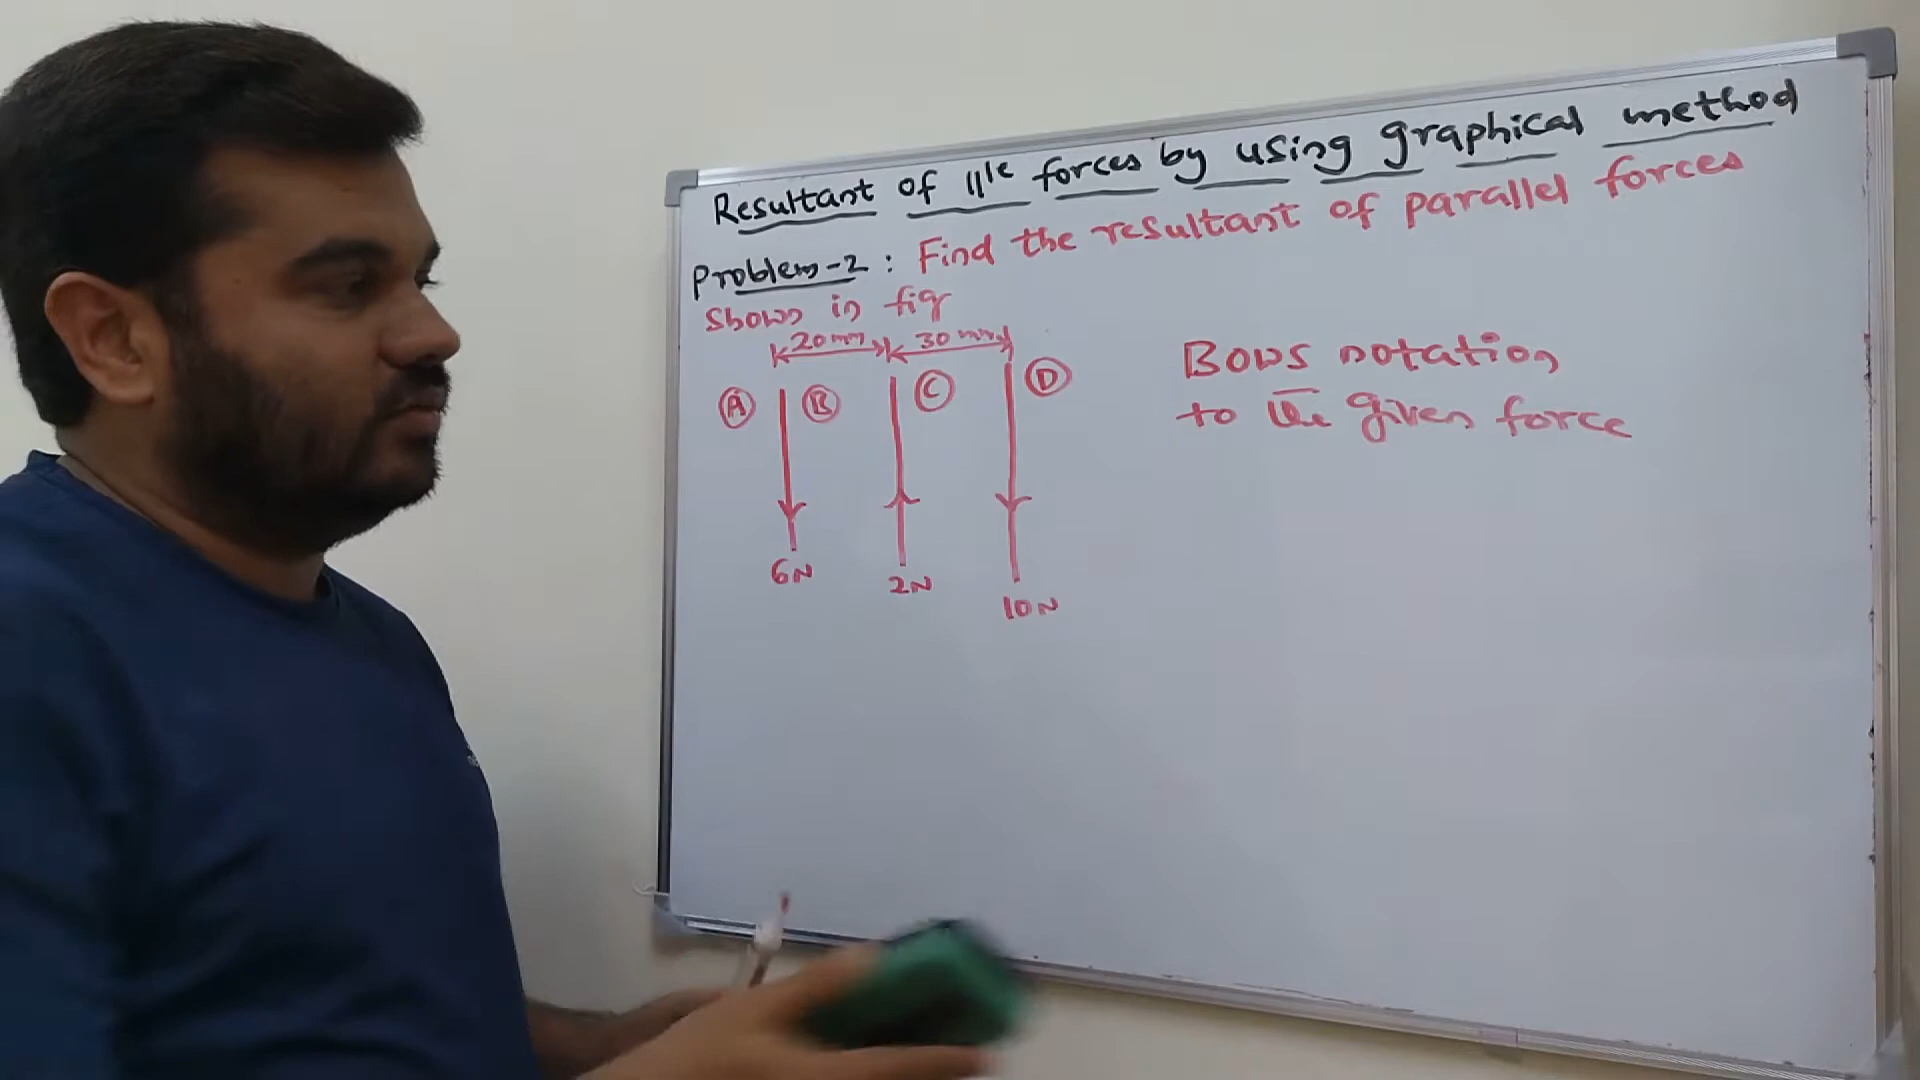 Resultant of ||le forces by using graphical method
Problem-2 : Find the resultant of parallel forces
shown in fig
20mm 30mm
A B C D
Bows notation
to the given force
6N
2N
10N